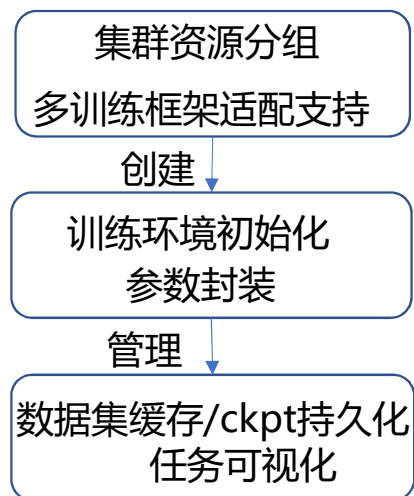 集群资源分组
多训练框架适配支持
创建
训练环境初始化
参数封装
管理
数据集缓存/ckpt持久化
任务可视化